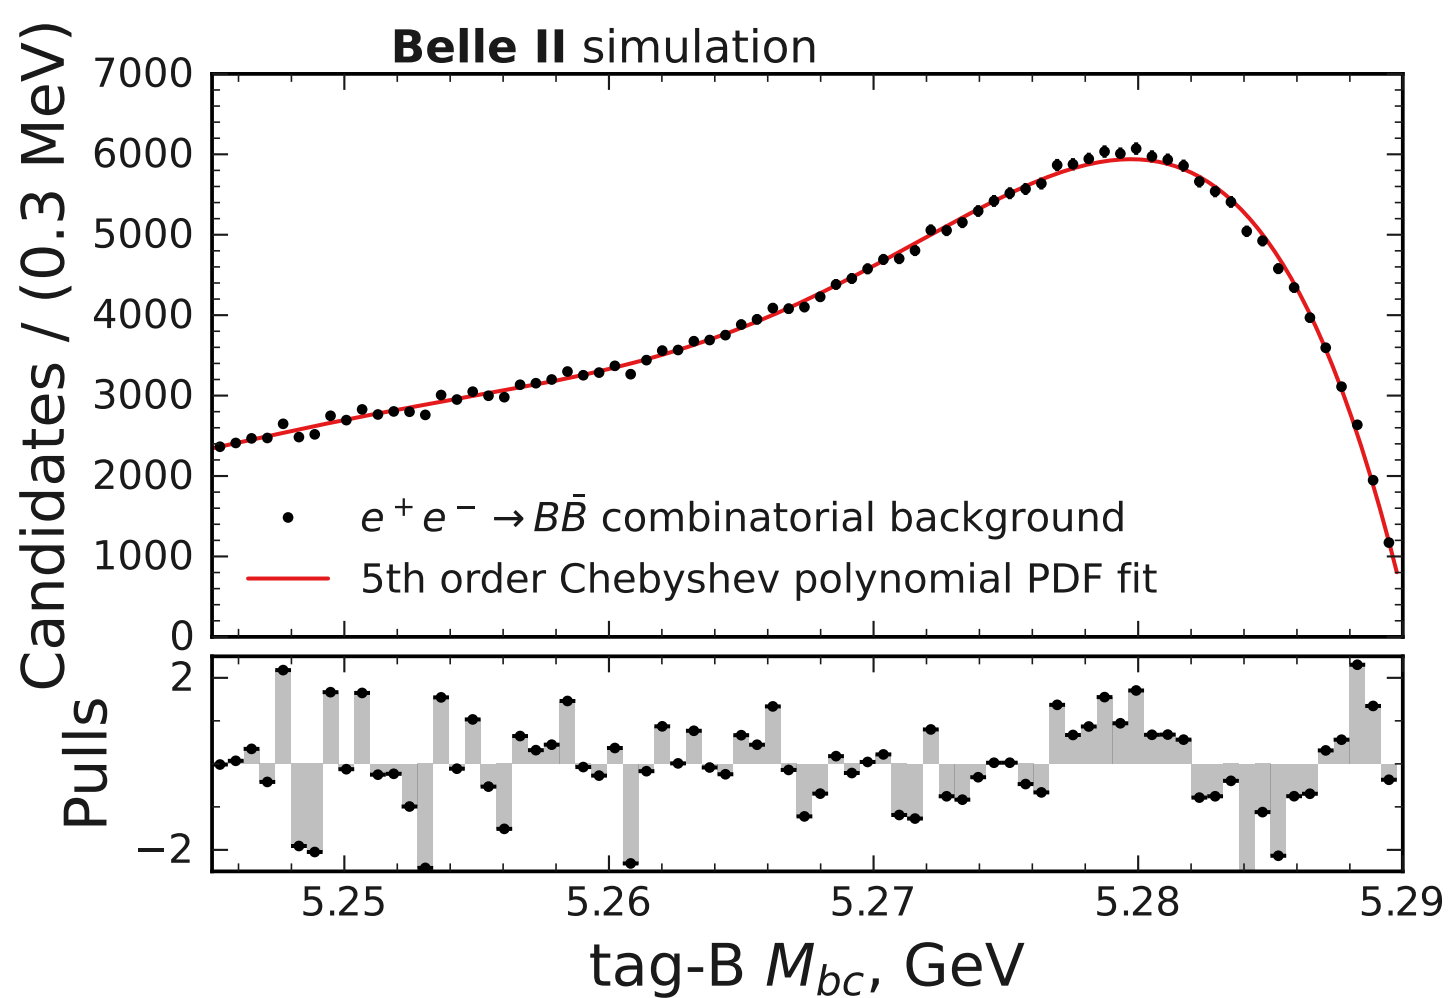 Belle II simulation
Candidates / (0.3 MeV)
7000
6000
5000
4000
3000
2000
1000
0
e⁺e⁻ → BB̄ combinatorial background
5th order Chebyshev polynomial PDF fit
Pulls
2
−2
5.25 5.26 5.27 5.28 5.29
tag-B M_bc, GeV